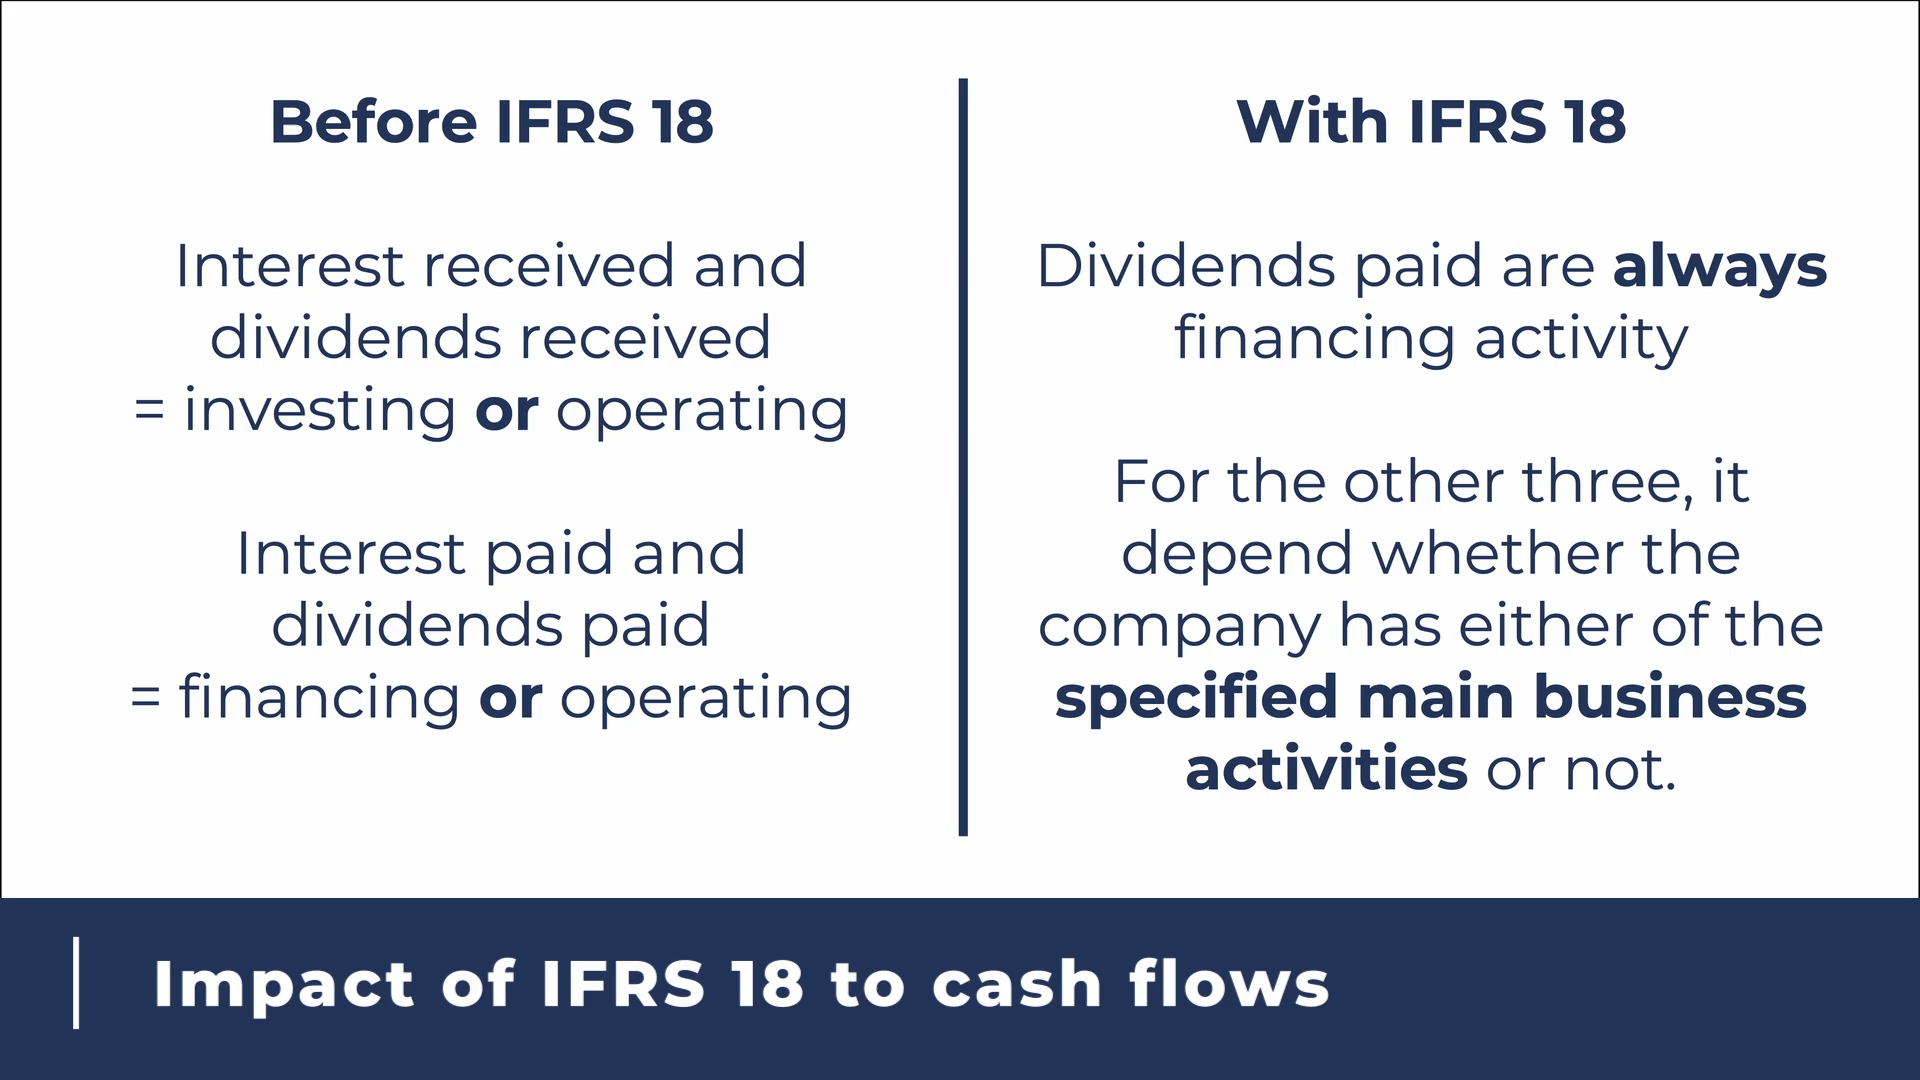 Before IFRS 18
Interest received and
dividends received
= investing or operating
Interest paid and
dividends paid
= financing or operating
With IFRS 18
Dividends paid are always
financing activity
For the other three, it
depend whether the
company has either of the
specified main business
activities or not.
Impact of IFRS 18 to cash flows